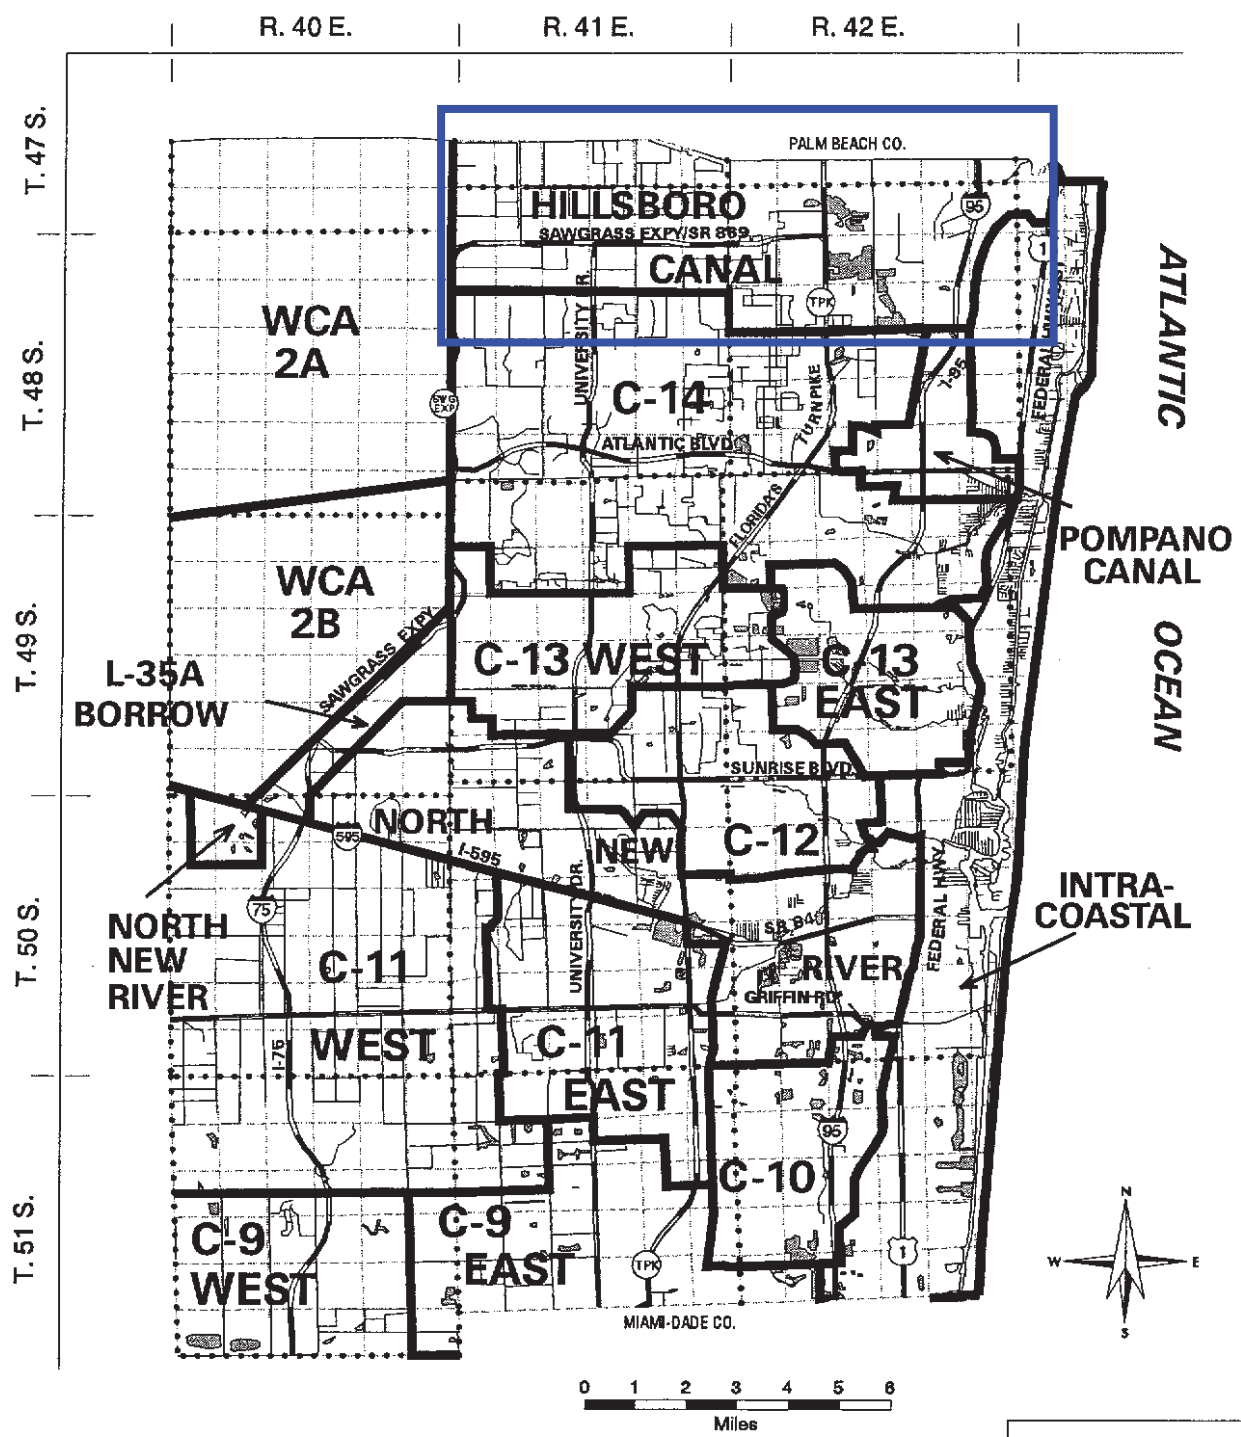 R. 40 E. R. 41 E. R. 42 E.
T. 47 S.
PALM BEACH CO.
HILLSBORO
95
SAWGRASS EXPY/SR 869
1
CANAL
T. 48 S.
WCA
2A
TPK
UNIVERSITY DR.
FEDERAL HWY
ATLANTIC
I-95
C-14
SWG
EXP
TURNPIKE
ATLANTIC BLVD
FLORIDA'S
POMPANO
CANAL
T. 49 S.
WCA
2B
SAWGRASS EXPY
OCEAN
C-13 WEST
C-13
EAST
L-35A
BORROW
SUNRISE BLVD
NORTH
595
I-595
NEW
C-12
T. 50 S.
75
UNIVERSITY DR.
S.R. 84
FEDERAL HWY
INTRA-
COASTAL
NORTH
NEW
RIVER
C-11
RIVER
GRIFFIN RD
WEST
I-75
C-11
EAST
95
C-10
T. 51 S.
C-9
WEST
C-9
EAST
TPK
1
N
W E
S
MIAMI-DADE CO.
0 1 2 3 4 5 6
Miles